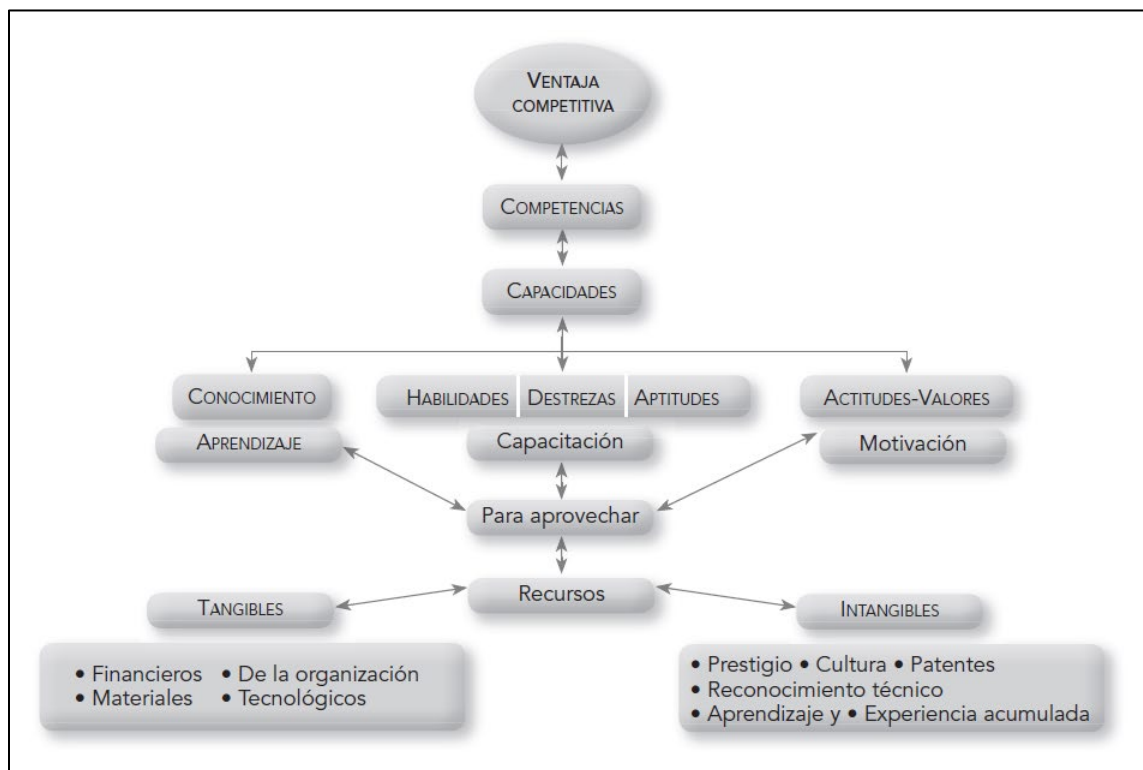 VENTAJA
COMPETITIVA
COMPETENCIAS
CAPACIDADES
CONOCIMIENTO
HABILIDADES DESTREZAS APTITUDES
ACTITUDES-VALORES
APRENDIZAJE
Capacitación
Motivación
Para aprovechar
Recursos
TANGIBLES
INTANGIBLES
• Financieros • De la organización
• Materiales • Tecnológicos
• Prestigio • Cultura • Patentes
• Reconocimiento técnico
• Aprendizaje y • Experiencia acumulada